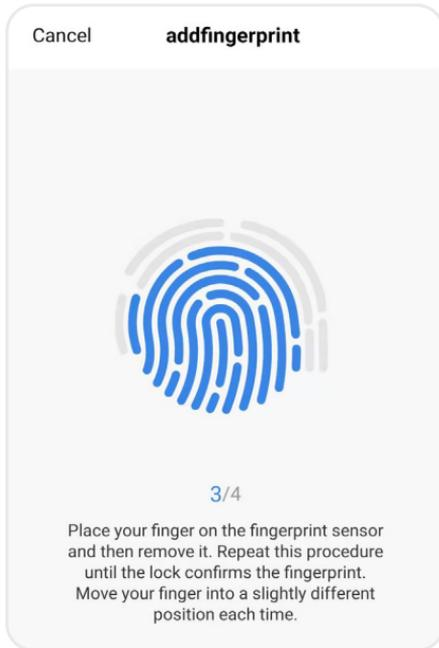 Cancel addfingerprint
3/4
Place your finger on the fingerprint sensor
and then remove it. Repeat this procedure
until the lock confirms the fingerprint.
Move your finger into a slightly different
position each time.